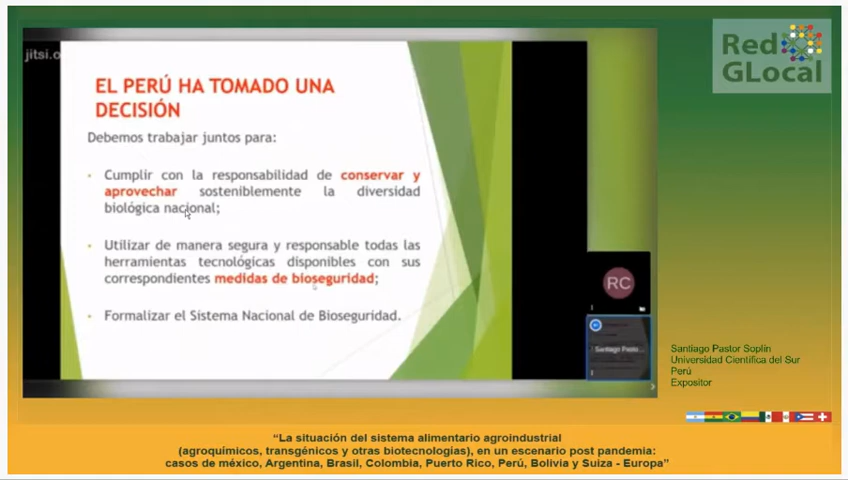 jitsi.o
Red
GLocal
EL PERÚ HA TOMADO UNA
DECISIÓN
Debemos trabajar juntos para:
Cumplir con la responsabilidad de conservar y
aprovechar sosteniblemente la diversidad
biológica nacional;
Utilizar de manera segura y responsable todas las
herramientas tecnológicas disponibles con sus
correspondientes medidas de bioseguridad;
Formalizar el Sistema Nacional de Bioseguridad.
RC
Santiago Pasto...
Santiago Pastor Soplín
Universidad Científica del Sur
Perú
Expositor
“La situación del sistema alimentario agroindustrial
(agroquímicos, transgénicos y otras biotecnologías), en un escenario post pandemia:
casos de méxico, Argentina, Brasil, Colombia, Puerto Rico, Perú, Bolivia y Suiza - Europa”